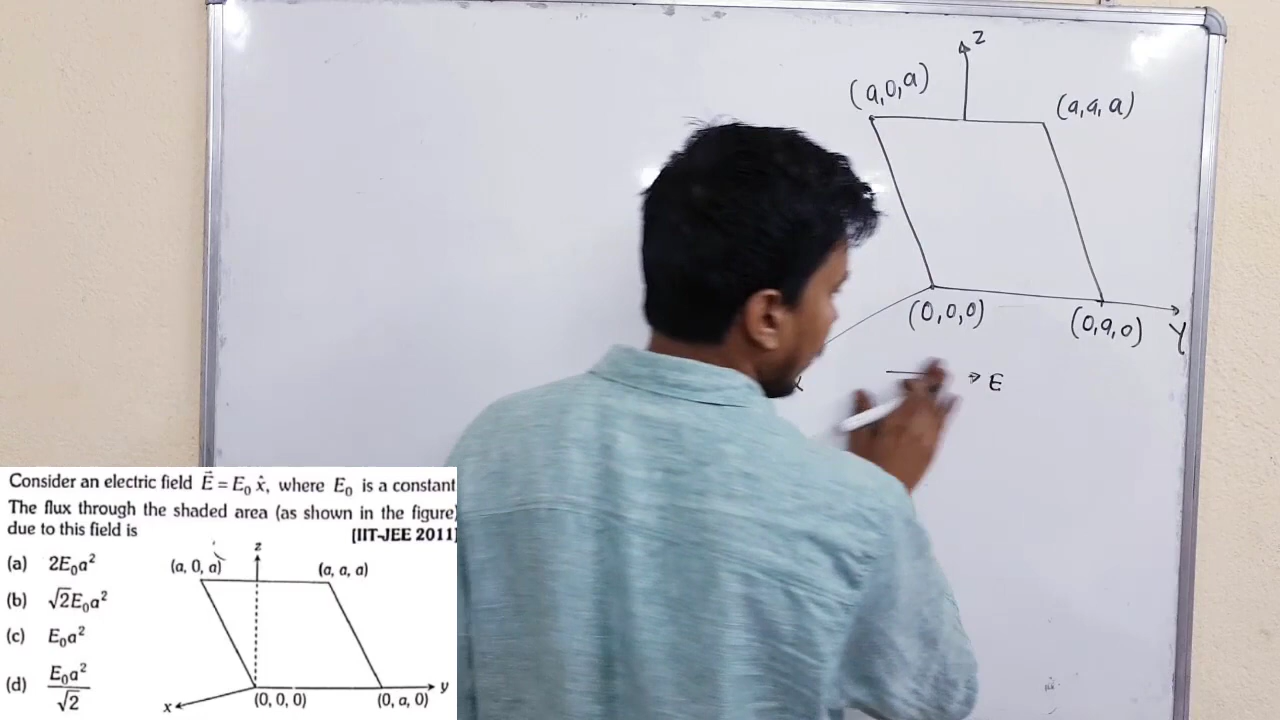 z
(a,0,a)
(a,a,a)
(0,0,0)
(0,a,0)
Y
x
→ E
Consider an electric field E⃗ = E₀ x̂, where E₀ is a constant
The flux through the shaded area (as shown in the figure)
due to this field is [IIT-JEE 2011]
(a) 2E₀a²
(b) √2E₀a²
(c) E₀a²
(d) E₀a²/√2
z
(a, 0, a)
(a, a, a)
y
x
(0, 0, 0)
(0, a, 0)